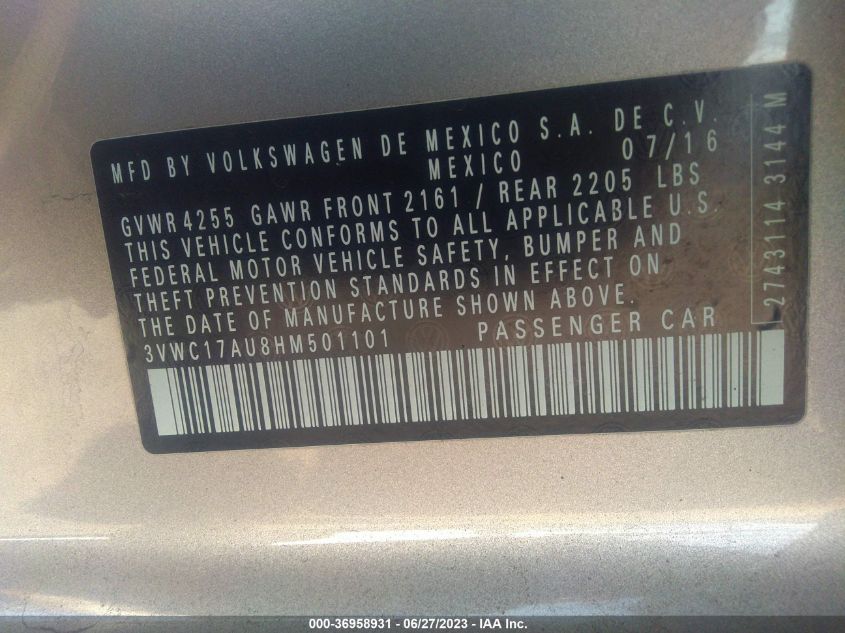 MFD BY VOLKSWAGEN DE MEXICO S.A. DE C.V.
MEXICO 07/16
GVWR 4255 GAWR FRONT 2161 / REAR 2205 LBS
THIS VEHICLE CONFORMS TO ALL APPLICABLE U.S.
FEDERAL MOTOR VEHICLE SAFETY, BUMPER AND
THEFT PREVENTION STANDARDS IN EFFECT ON
THE DATE OF MANUFACTURE SHOWN ABOVE.
3VWC17AU8HM501101 PASSENGER CAR
2743114 3144 M
000-36958931 - 06/27/2023 - IAA Inc.